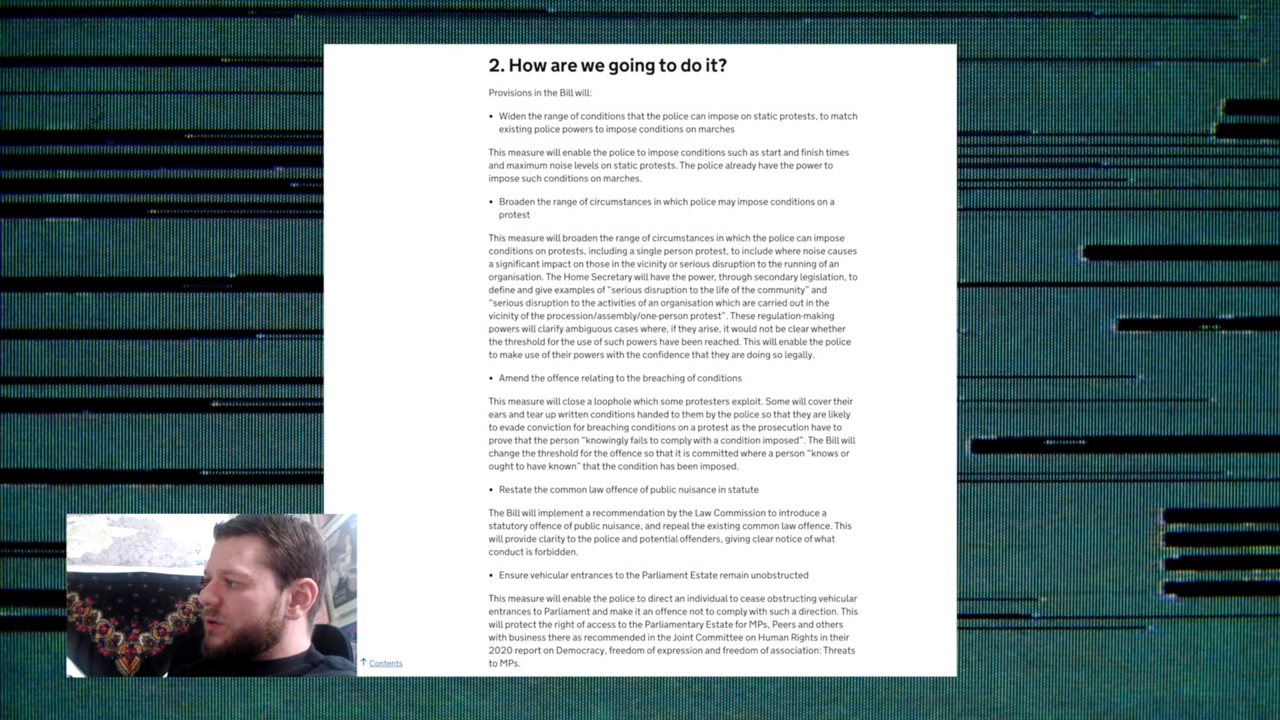 2. How are we going to do it?
Provisions in the Bill will:
• Widen the range of conditions that the police can impose on static protests, to match
existing police powers to impose conditions on marches
This measure will enable the police to impose conditions such as start and finish times
and maximum noise levels on static protests. The police already have the power to
impose such conditions on marches.
• Broaden the range of circumstances in which police may impose conditions on a
protest
This measure will broaden the range of circumstances in which the police can impose
conditions on protests, including a single person protest, to include where noise causes
a significant impact on those in the vicinity or serious disruption to the running of an
organisation. The Home Secretary will have the power, through secondary legislation, to
define and give examples of “serious disruption to the life of the community” and
“serious disruption to the activities of an organisation which are carried out in the
vicinity of the procession/assembly/one-person protest”. These regulation-making
powers will clarify ambiguous cases where, if they arise, it would not be clear whether
the threshold for the use of such powers have been reached. This will enable the police
to make use of their powers with the confidence that they are doing so legally.
• Amend the offence relating to the breaching of conditions
This measure will close a loophole which some protesters exploit. Some will cover their
ears and tear up written conditions handed to them by the police so that they are likely
to evade conviction for breaching conditions on a protest as the prosecution have to
prove that the person “knowingly fails to comply with a condition imposed”. The Bill will
change the threshold for the offence so that it is committed where a person “knows or
ought to have known” that the condition has been imposed.
• Restate the common law offence of public nuisance in statute
The Bill will implement a recommendation by the Law Commission to introduce a
statutory offence of public nuisance, and repeal the existing common law offence. This
will provide clarity to the police and potential offenders, giving clear notice of what
conduct is forbidden.
• Ensure vehicular entrances to the Parliament Estate remain unobstructed
This measure will enable the police to direct an individual to cease obstructing vehicular
entrances to Parliament and make it an offence not to comply with such a direction. This
will protect the right of access to the Parliamentary Estate for MPs, Peers and others
with business there as recommended in the Joint Committee on Human Rights in their
2020 report on Democracy, freedom of expression and freedom of association: Threats
to MPs.
↑ Contents